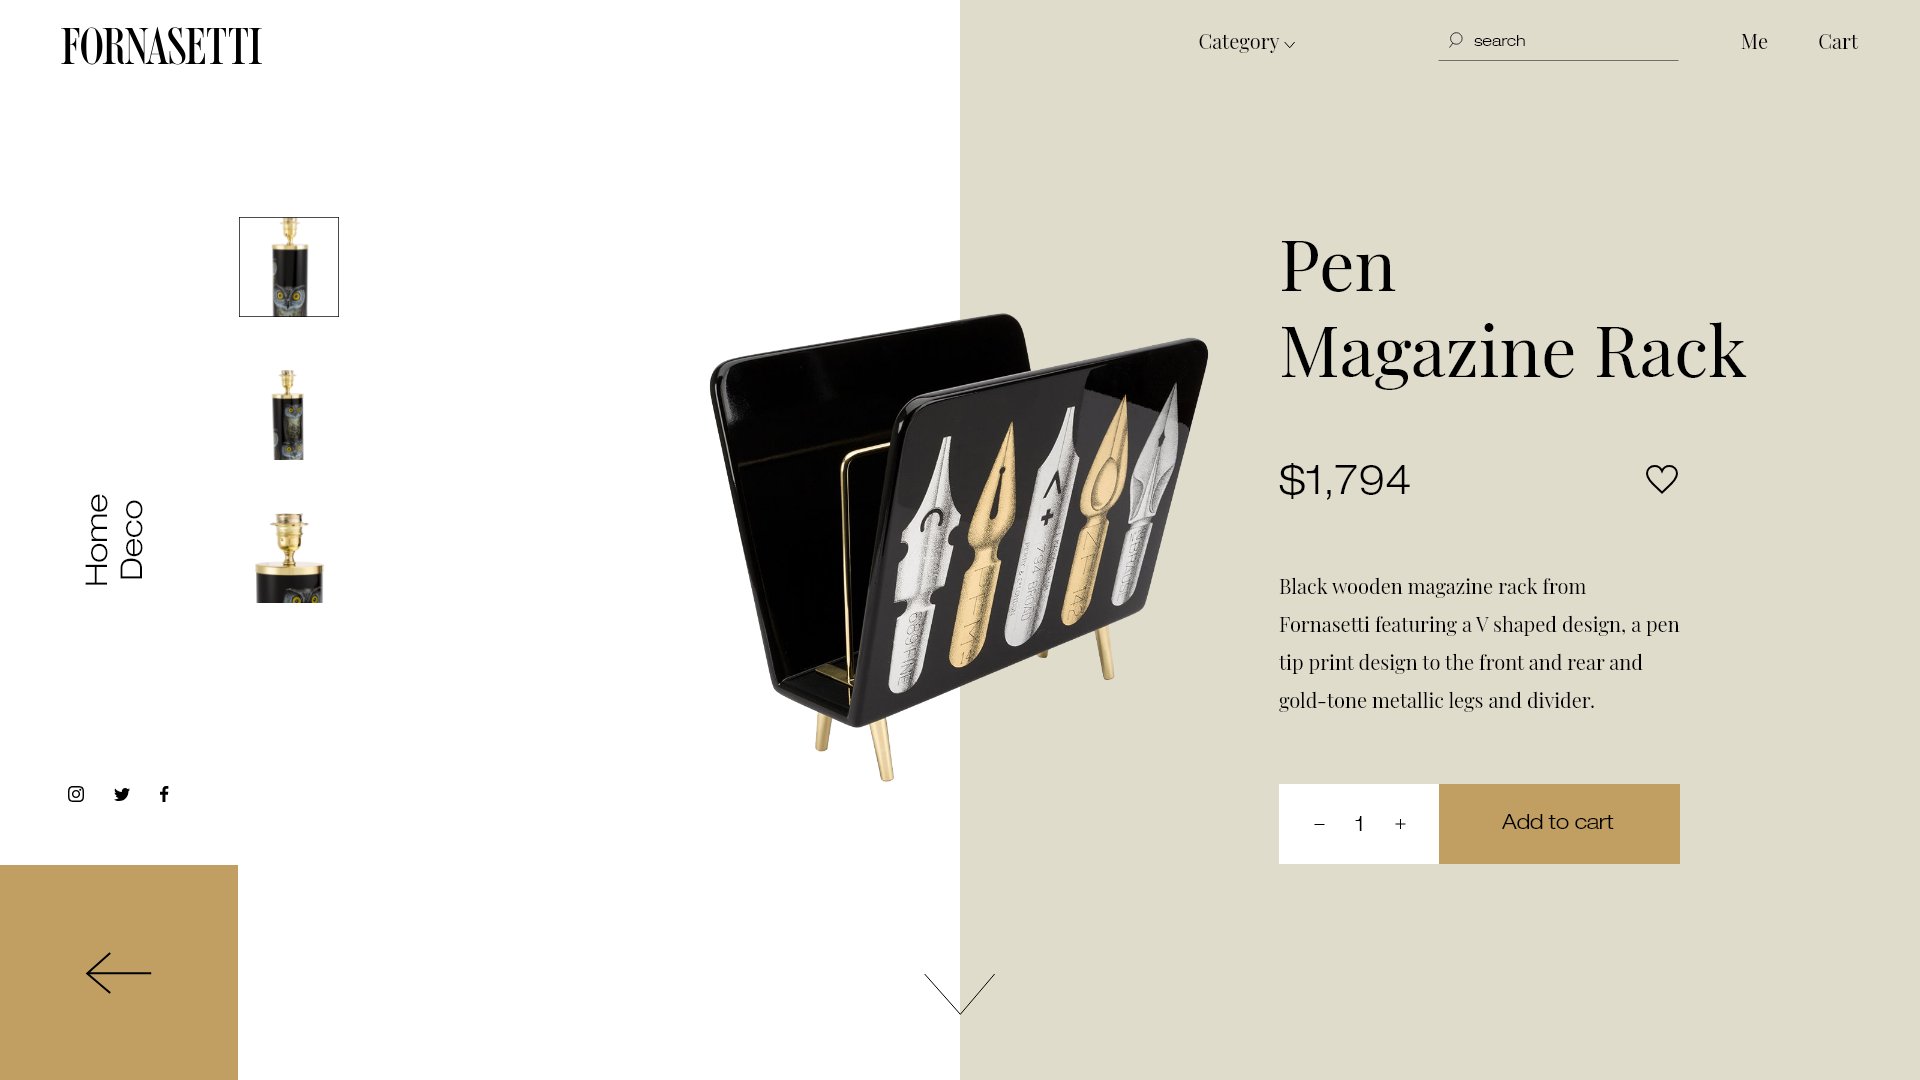 FORNASETTI
Category
search
Me
Cart
Pen
Magazine Rack
$1,794
Home
Deco
Black wooden magazine rack from
Fornasetti featuring a V shaped design, a pen
tip print design to the front and rear and
gold-tone metallic legs and divider.
− 1 +
Add to cart